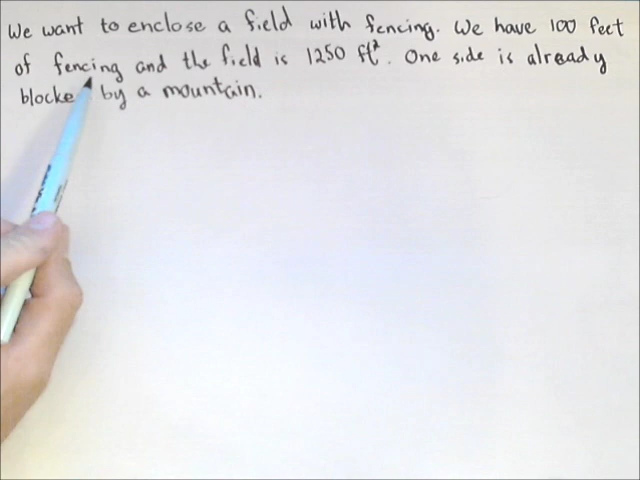 We want to enclose a field with fencing. We have 100 feet
of fencing and the field is 1250 ft². One side is already
blocke by a mountain.